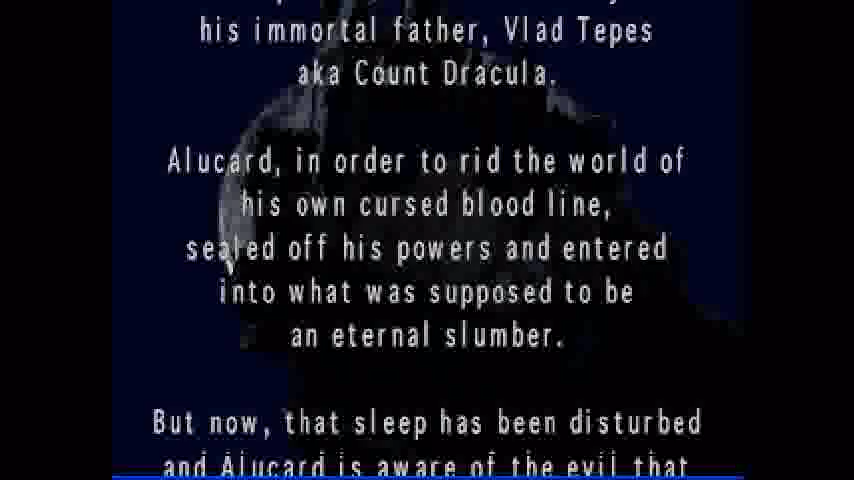 his immortal father, Vlad Tepes
aka Count Dracula.
Alucard, in order to rid the world of
his own cursed blood line,
sealed off his powers and entered
into what was supposed to be
an eternal slumber.
But now, that sleep has been disturbed
and Alucard is aware of the evil that